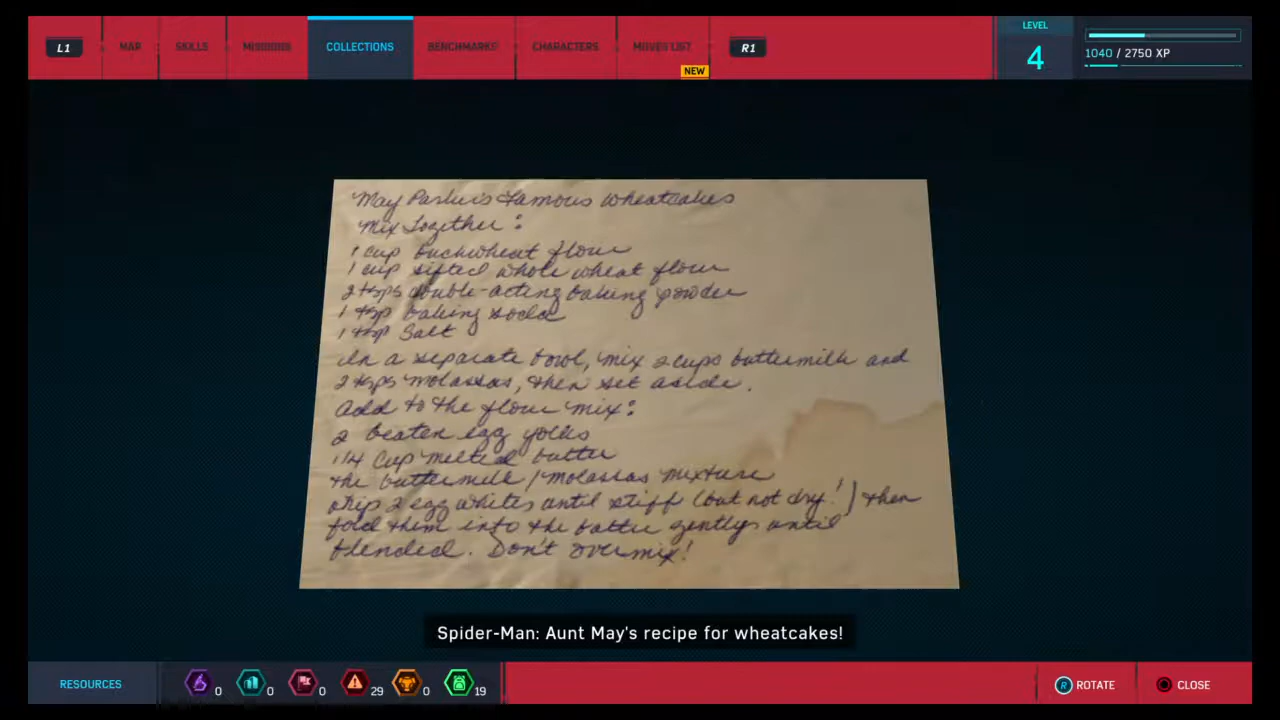 L1 MAP SKILLS MISSIONS COLLECTIONS BENCHMARKS CHARACTERS MOVES LIST NEW R1
LEVEL
4
1040 / 2750 XP
May Parker's Famous Wheatcakes
Mix Together:
1 cup buckwheat flour
1 cup sifted whole wheat flour
2 tsps double-acting baking powder
1 tsp baking soda
1 tsp salt
In a separate bowl, mix 2 cups buttermilk and
2 tsps molassas, then set aside.
Add to the flour mix:
2 beaten egg yolks
1/4 cup melted butter
the buttermilk/molassas mixture
whip 2 egg whites until stiff (but not dry!) then
fold them into the batter gently until
blended. Don't overmix!
Spider-Man: Aunt May's recipe for wheatcakes!
RESOURCES 0 0 0 29 0 19
R ROTATE CLOSE